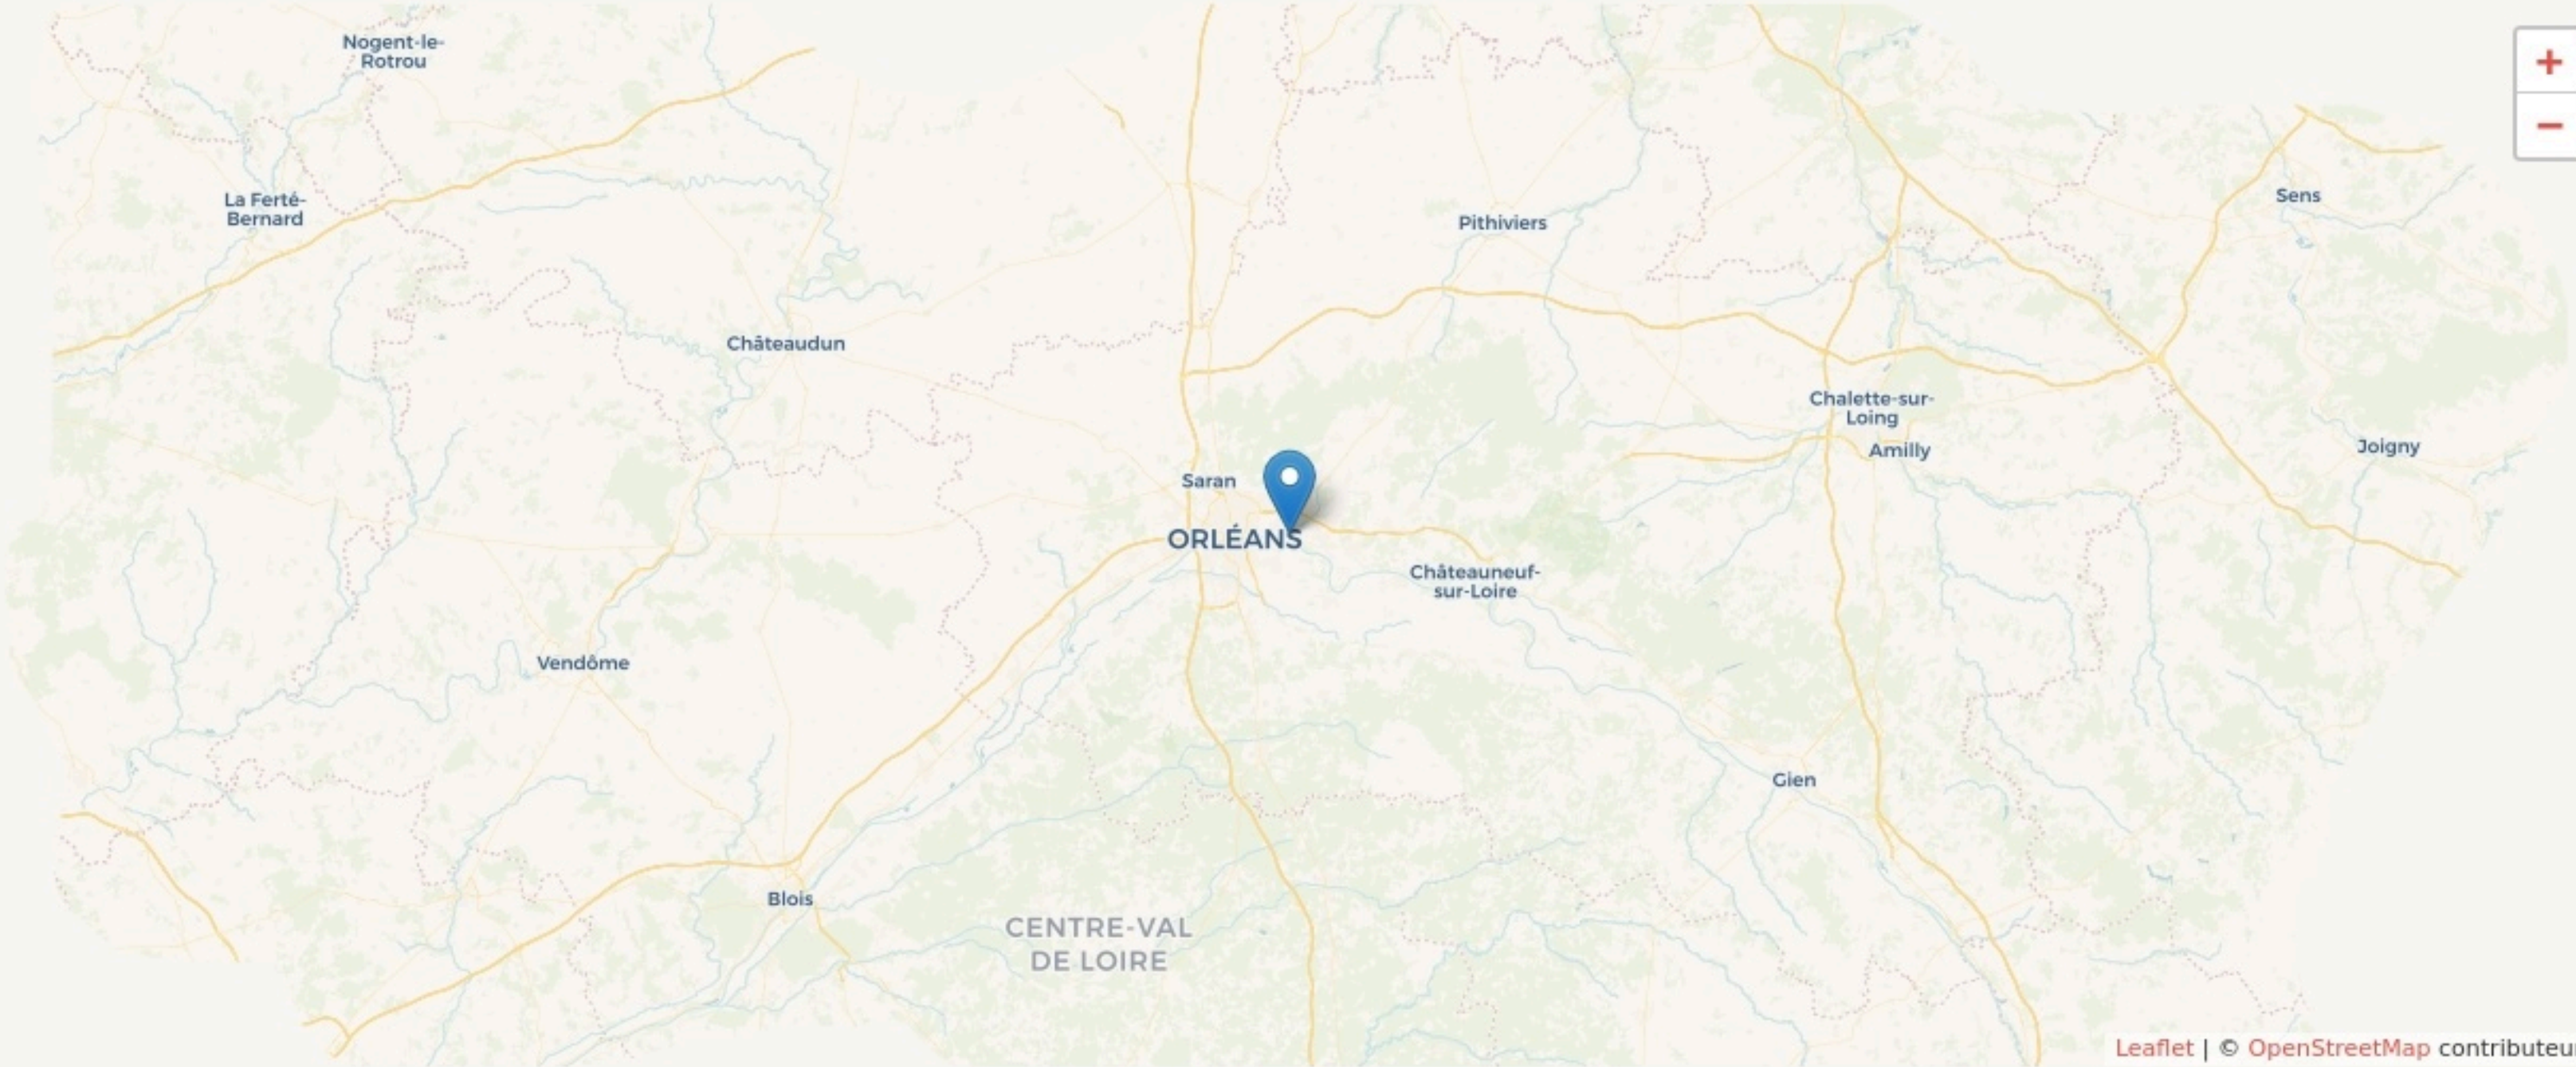 Nogent-le-
Rotrou
+
−
La Ferté-
Bernard
Sens
Pithiviers
Châteaudun
Chalette-sur-
Loing
Joigny
Amilly
Saran
ORLÉANS
Châteauneuf-
sur-Loire
Vendôme
Gien
Blois
CENTRE-VAL
DE LOIRE
Leaflet | © OpenStreetMap contributeu